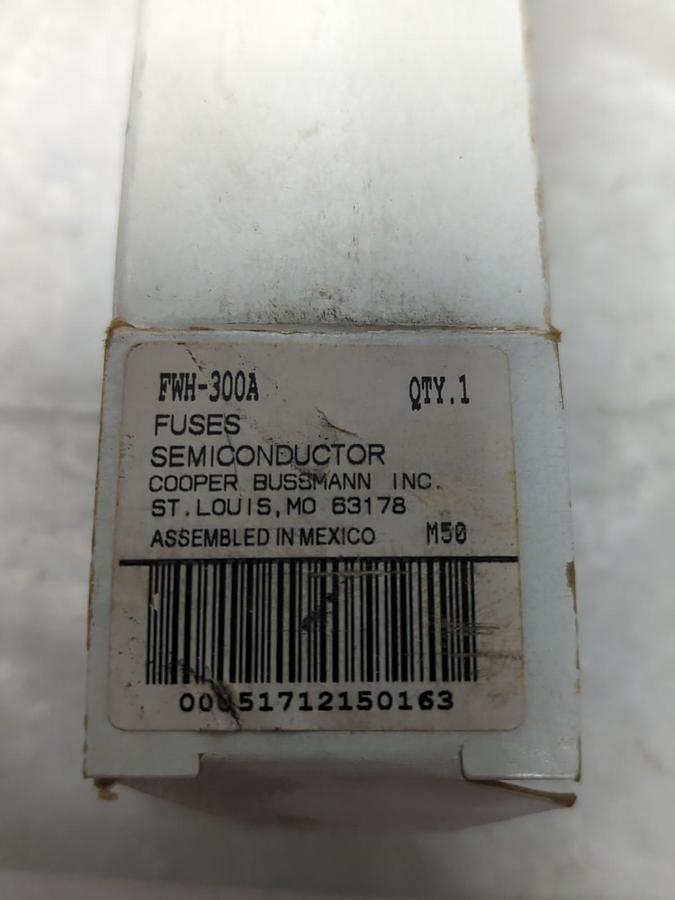 FWH-300A QTY.1
FUSES
SEMICONDUCTOR
COOPER BUSSMANN INC.
ST.LOUIS,MO 63178
ASSEMBLED IN MEXICO M50
00051712150163